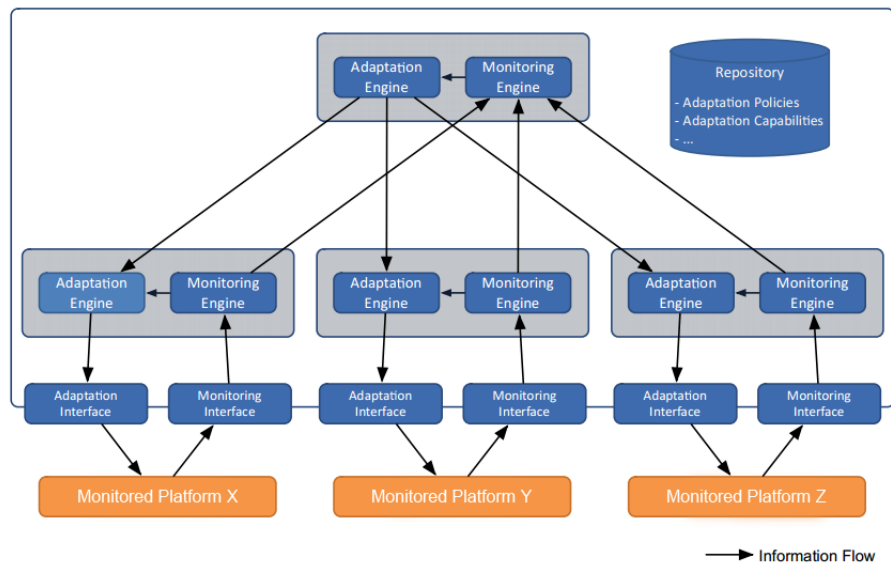 Adaptation
Engine
Monitoring
Engine
Repository
- Adaptation Policies
- Adaptation Capabilities
- ...
Adaptation
Engine
Monitoring
Engine
Adaptation
Engine
Monitoring
Engine
Adaptation
Engine
Monitoring
Engine
Adaptation
Interface
Monitoring
Interface
Adaptation
Interface
Monitoring
Interface
Adaptation
Interface
Monitoring
Interface
Monitored Platform X
Monitored Platform Y
Monitored Platform Z
Information Flow